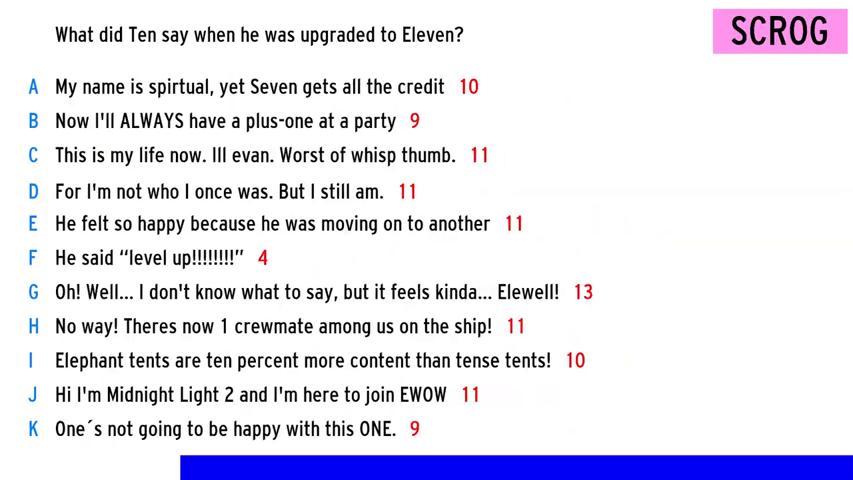 What did Ten say when he was upgraded to Eleven?
SCROG
A My name is spirtual, yet Seven gets all the credit 10
B Now I'll ALWAYS have a plus-one at a party 9
C This is my life now. Ill evan. Worst of whisp thumb. 11
D For I'm not who I once was. But I still am. 11
E He felt so happy because he was moving on to another 11
F He said “level up!!!!!!!!” 4
G Oh! Well... I don't know what to say, but it feels kinda... Elewell! 13
H No way! Theres now 1 crewmate among us on the ship! 11
I Elephant tents are ten percent more content than tense tents! 10
J Hi I'm Midnight Light 2 and I'm here to join EWOW 11
K One´s not going to be happy with this ONE. 9